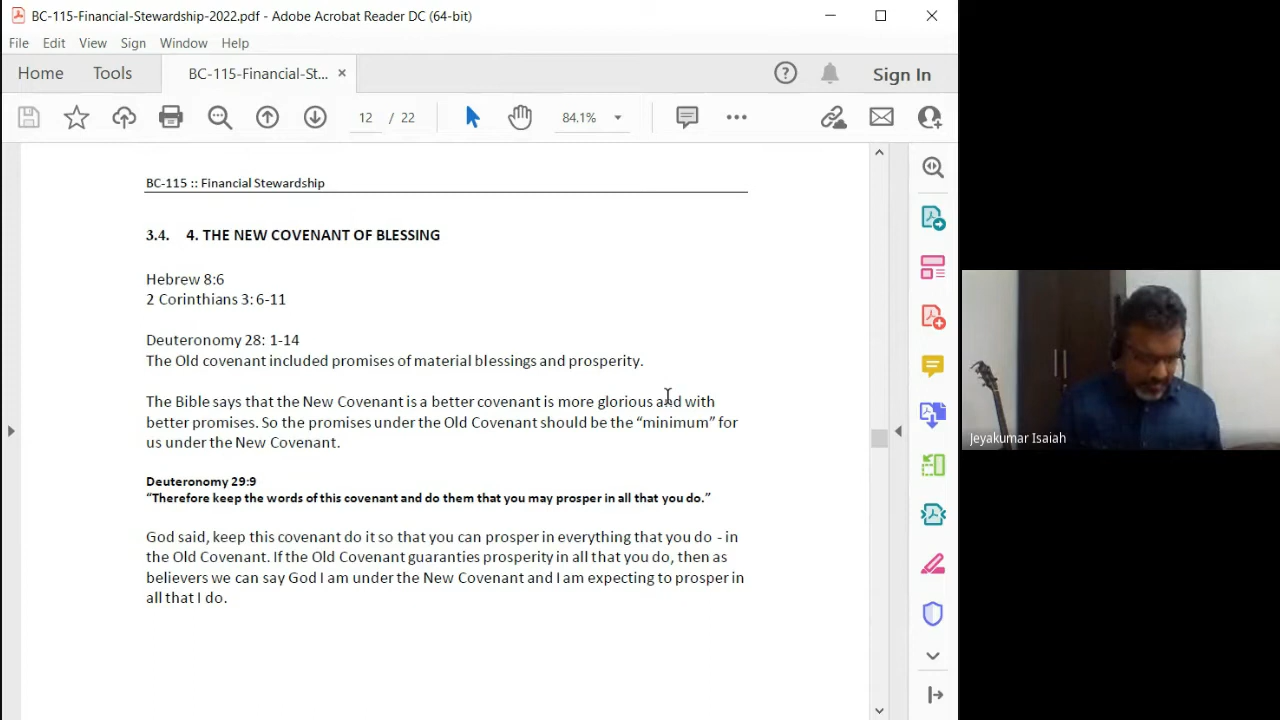 BC-115-Financial-Stewardship-2022.pdf - Adobe Acrobat Reader DC (64-bit)
File Edit View Sign Window Help
Home Tools BC-115-Financial-St... × Sign In
12 / 22 84.1%
BC-115 :: Financial Stewardship
3.4. 4. THE NEW COVENANT OF BLESSING
Hebrew 8:6
2 Corinthians 3: 6-11
Deuteronomy 28: 1-14
The Old covenant included promises of material blessings and prosperity.
The Bible says that the New Covenant is a better covenant is more glorious and with
better promises. So the promises under the Old Covenant should be the “minimum” for
us under the New Covenant.
Deuteronomy 29:9
“Therefore keep the words of this covenant and do them that you may prosper in all that you do.”
God said, keep this covenant do it so that you can prosper in everything that you do - in
the Old Covenant. If the Old Covenant guaranties prosperity in all that you do, then as
believers we can say God I am under the New Covenant and I am expecting to prosper in
all that I do.
Jeyakumar Isaiah